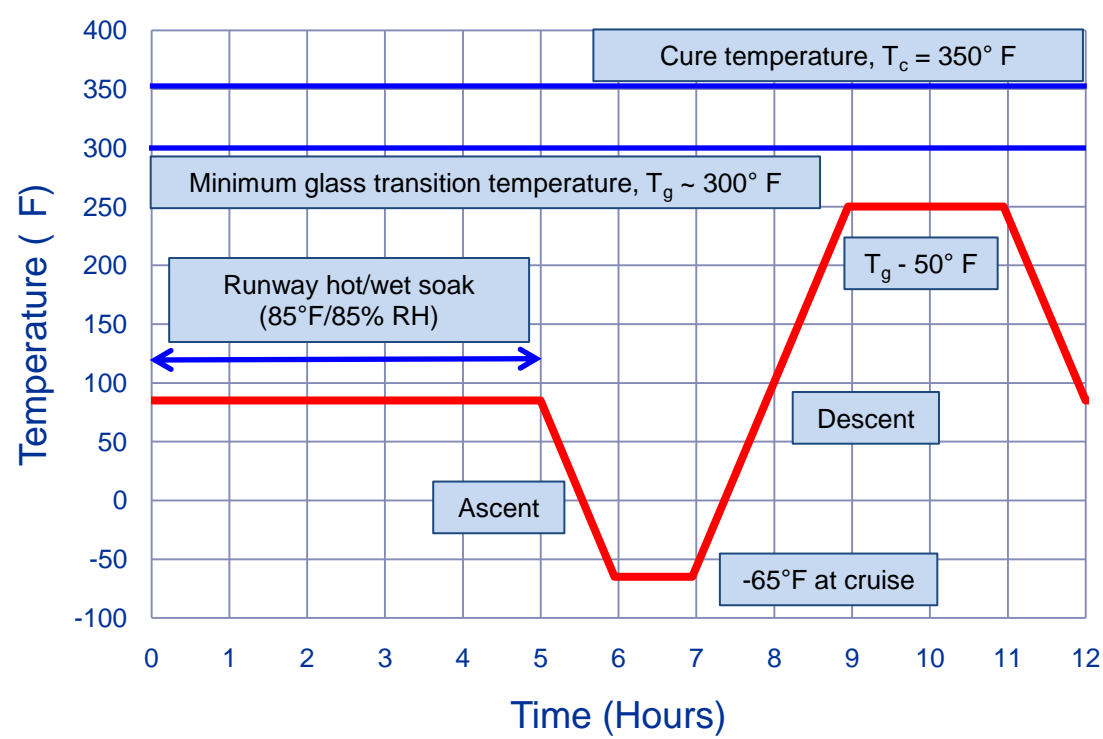 400
350
300
250
200
150
100
50
0
-50
-100
Temperature ( F)
Cure temperature, Tc = 350° F
Minimum glass transition temperature, Tg ~ 300° F
Tg - 50° F
Runway hot/wet soak
(85°F/85% RH)
Descent
Ascent
-65°F at cruise
0 1 2 3 4 5 6 7 8 9 10 11 12
Time (Hours)